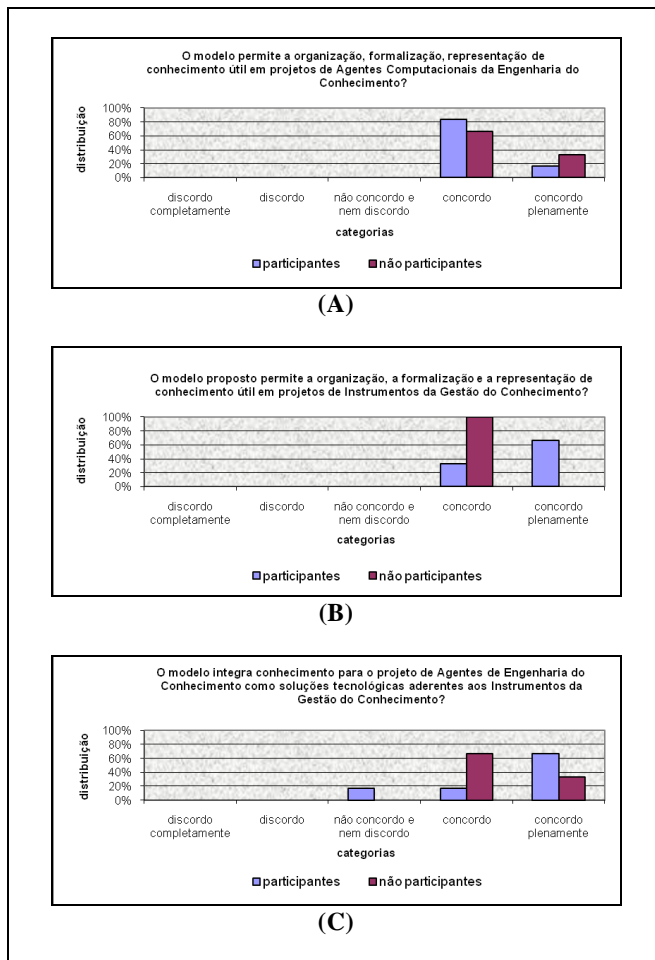 O modelo permite a organização, formalização, representação de
conhecimento útil em projetos de Agentes Computacionais da Engenharia do
Conhecimento?
distribuição
100%
80%
60%
40%
20%
0%
discordo
completamente
discordo
não concordo e
nem discordo
concordo
concordo
plenamente
categorias
participantes
não participantes
(A)
O modelo proposto permite a organização, a formalização e a representação de
conhecimento útil em projetos de Instrumentos da Gestão do Conhecimento?
distribuição
100%
80%
60%
40%
20%
0%
discordo
completamente
discordo
não concordo e
nem discordo
concordo
concordo
plenamente
categorias
participantes
não participantes
(B)
O modelo integra conhecimento para o projeto de Agentes de Engenharia do
Conhecimento como soluções tecnológicas aderentes aos Instrumentos da
Gestão do Conhecimento?
distribuição
100%
80%
60%
40%
20%
0%
discordo
completamente
discordo
não concordo e
nem discordo
concordo
concordo
plenamente
categorias
participantes
não participantes
(C)